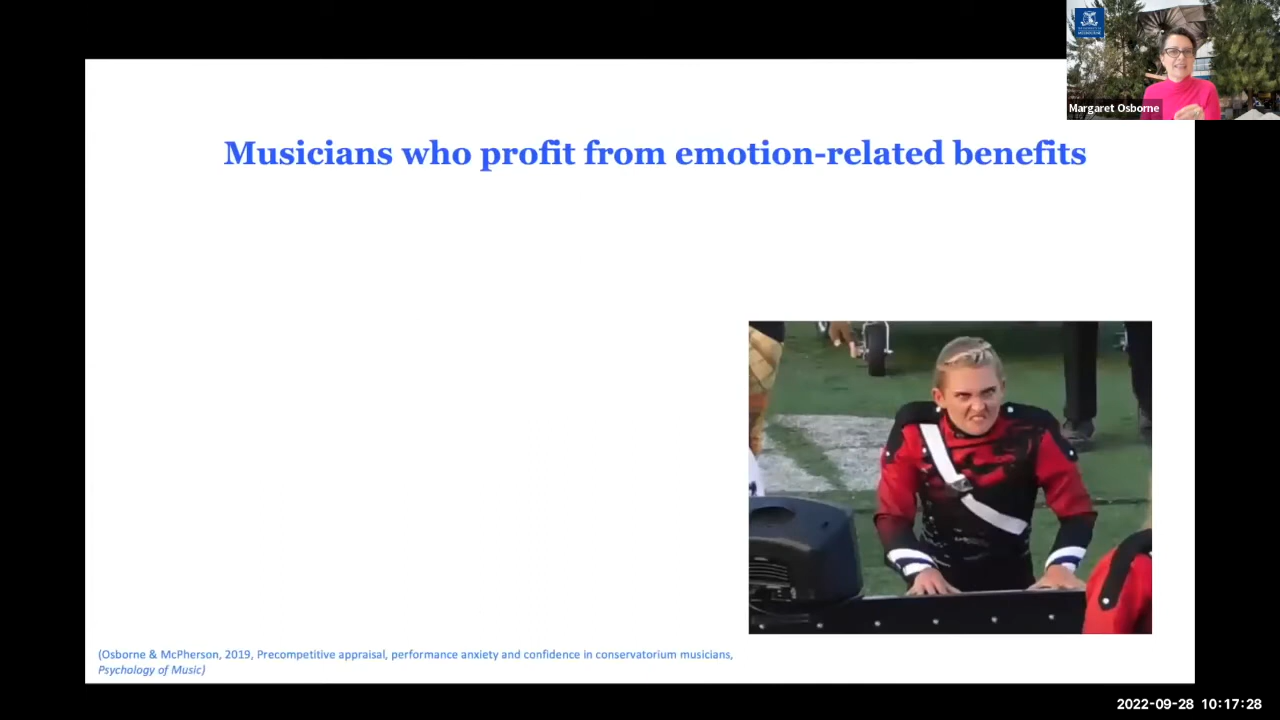 Margaret Osborne
Musicians who profit from emotion-related benefits
(Osborne & McPherson, 2019, Precompetitive appraisal, performance anxiety and confidence in conservatorium musicians,
Psychology of Music)
2022-09-28 10:17:28